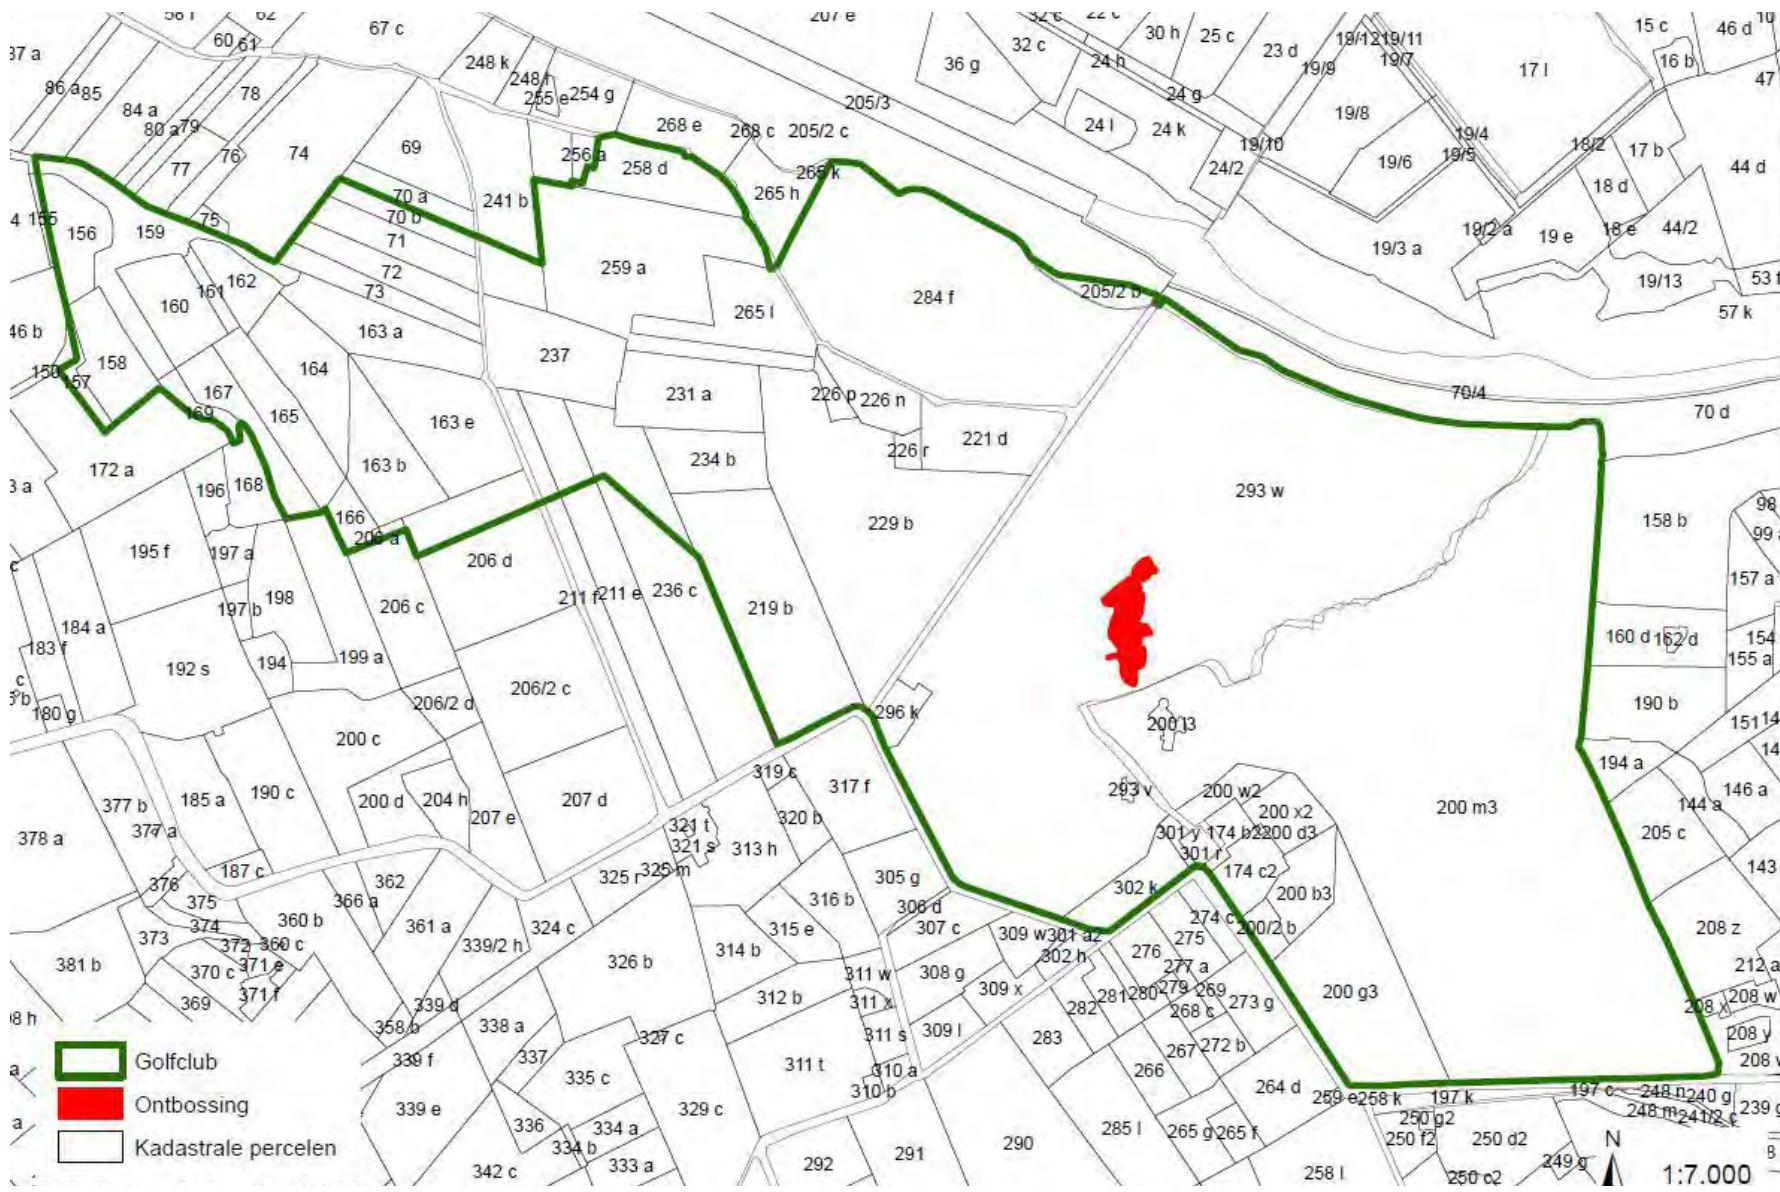 58 f
62
67 c
207 e
32 c
22 c
30 h
25 c
15 c
46 d
10
60
61
37 a
248 k
248 l
255 e
254 g
36 g
32 c
24 h
23 d
19/12
19/11
19/7
19/9
17 l
16 b
47
86 a
85
84 a
80 a
79
78
77
76
74
69
268 e
268 c
205/2 c
205/3
24 g
24 l
24 k
24/2
19/10
19/8
19/6
19/4
19/5
18/2
17 b
18 d
44 d
256 a
258 d
265 h
265 k
70 a
70 b
241 b
4
155
156
159
75
71
72
73
259 a
284 f
205/2 b
265 l
19/3 a
19/2 a
19 e
18 e
44/2
19/13
53 f
57 k
160
161
162
163 a
46 b
158
150
157
237
164
167
165
169
163 e
163 b
231 a
226 p
226 n
226 r
221 d
234 b
70/4
70 d
172 a
3 a
196
168
166
206 a
195 f
197 a
197 b
198
206 d
206 c
229 b
293 w
158 b
98
99 a
157 a
c
184 a
183 f
192 s
194
199 a
211 f
211 e
236 c
219 b
160 d
162 d
154
155 a
c
180 g
206/2 d
206/2 c
200 c
296 k
200 l3
190 b
151
14
194 a
146 a
144 a
377 b
185 a
190 c
200 d
204 h
207 e
207 d
319 c
317 f
293 v
200 w2
200 x2
200 m3
205 c
143
378 a
377 a
187 c
376
375
374
373
372
362
366 a
361 a
360 b
360 c
339/2 h
324 c
325 r
325 m
321 t
321 s
313 h
320 b
316 b
315 e
314 b
305 g
306 d
307 c
301 v
174 b2
200 d3
301 r
174 c2
200 b3
302 k
274 c
200/2 b
208 z
212 a
381 b
370 c
371 e
371 f
369
339 d
358 b
338 a
326 b
312 b
311 w
311 x
311 s
308 g
309 w
301 a2
302 h
309 x
309 l
276
275
277 a
279
280
281
282
283
269
268 c
273 g
272 b
267
266
200 g3
208 x
208 w
208 y
208 v
339 f
337
327 c
335 c
311 t
310 a
310 b
339 e
336
334 a
334 b
333 a
329 c
342 c
292
291
290
285 l
265 g
265 f
264 d
258 l
259 e
258 k
197 k
197 c
248 n
240 g
248 m
241/2 c
239 g
250 g2
250 f2
250 d2
250 c2
249 g
Golfclub
Ontbossing
Kadastrale percelen
N
1:7.000